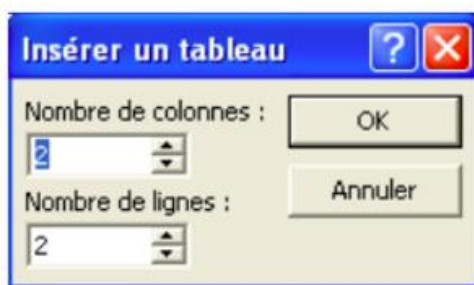 Insérer un tableau
Nombre de colonnes :
2
OK
Nombre de lignes :
2
Annuler